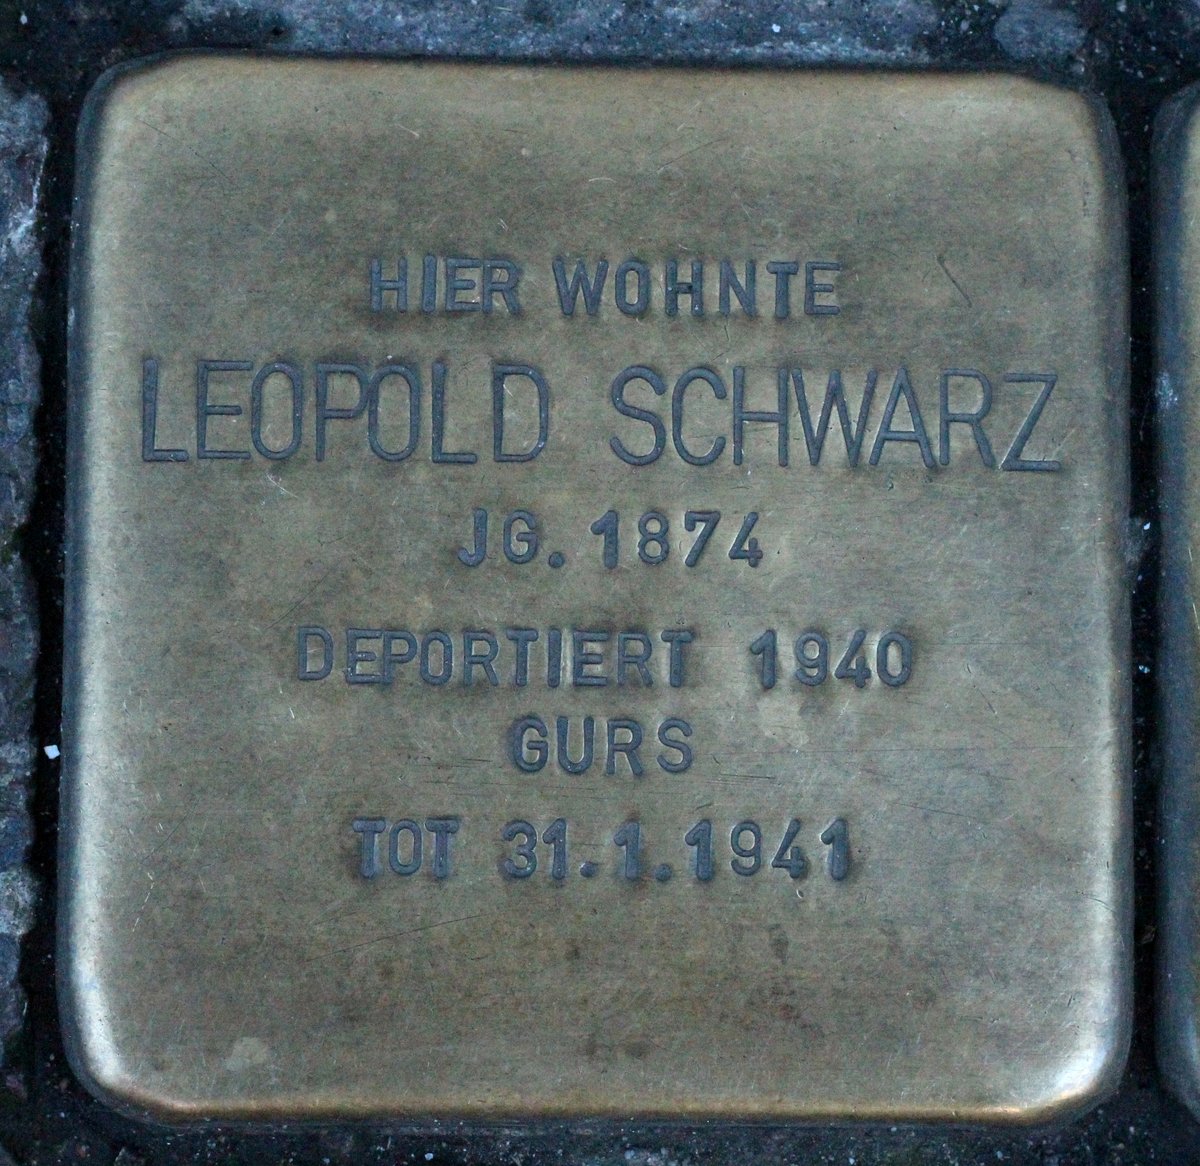 HIER WOHNTE
LEOPOLD SCHWARZ
JG. 1874
DEPORTIERT 1940
GURS
TOT 31.1.1941